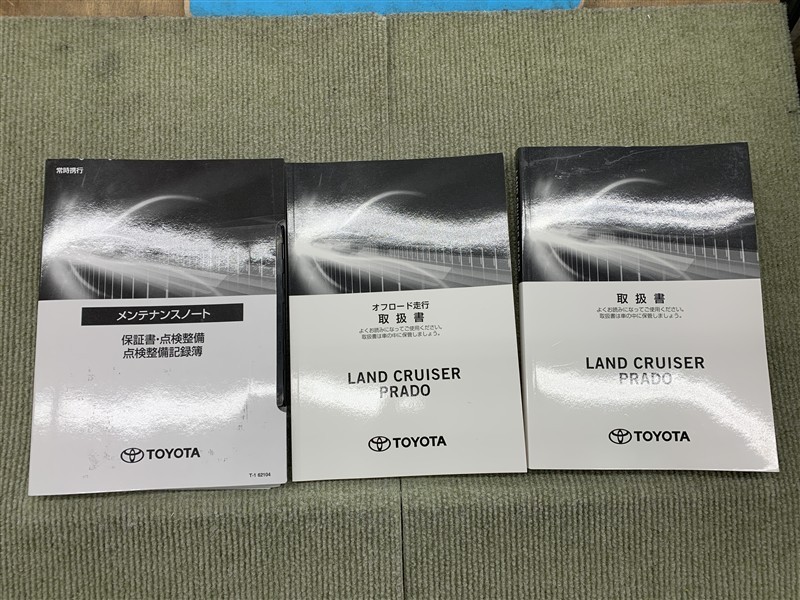 常時携行
メンテナンスノート
保証書・点検整備
点検整備記録簿
TOYOTA
T-1 62104
オフロード走行
取扱書
よくお読みになってご使用ください。
取扱書は車の中に保管しましょう。
LAND CRUISER
PRADO
TOYOTA
取扱書
よくお読みになってご使用ください。
取扱書は車の中に保管しましょう。
LAND CRUISER
PRADO
TOYOTA